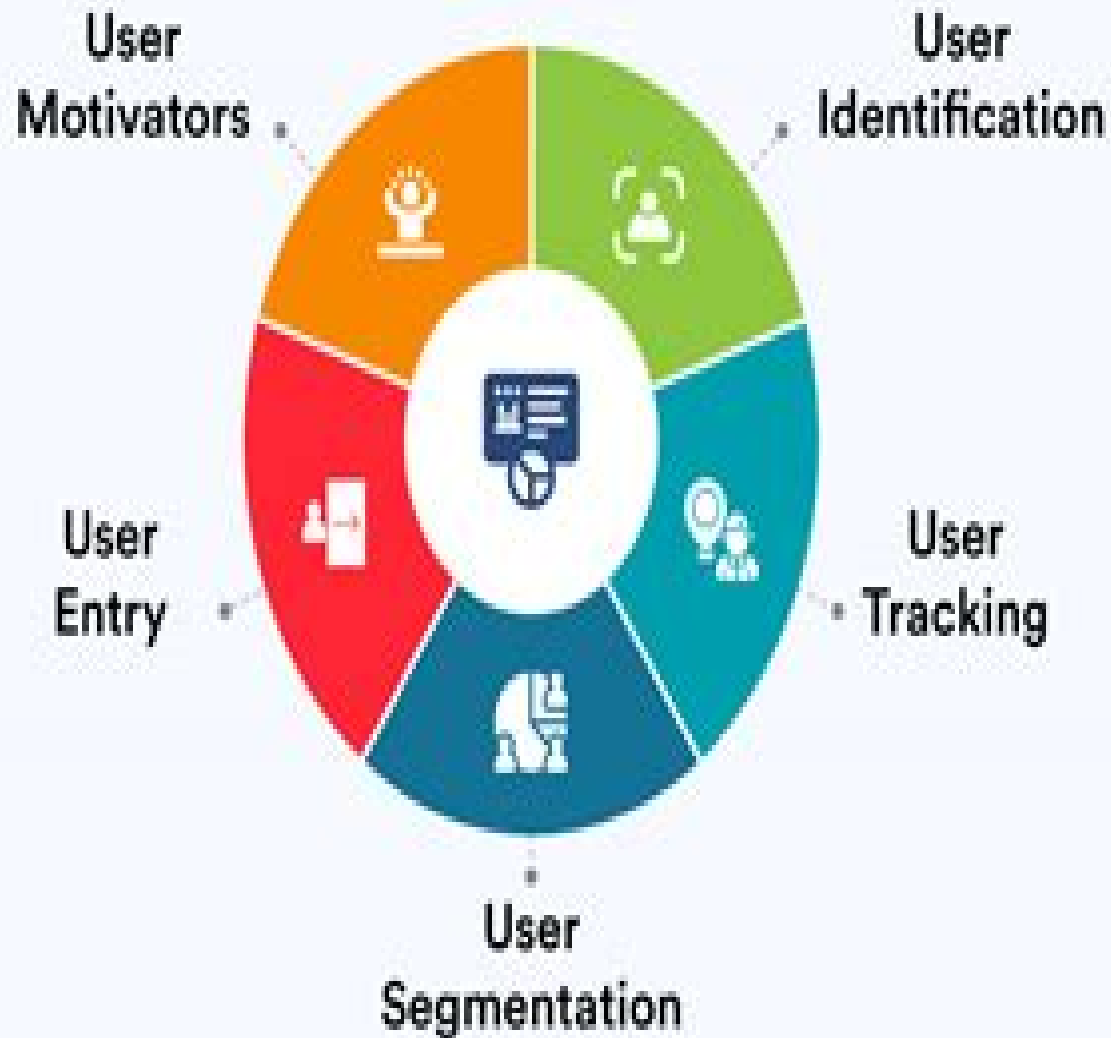 User
Motivators
User
Identification
User
Entry
User
Tracking
User
Segmentation